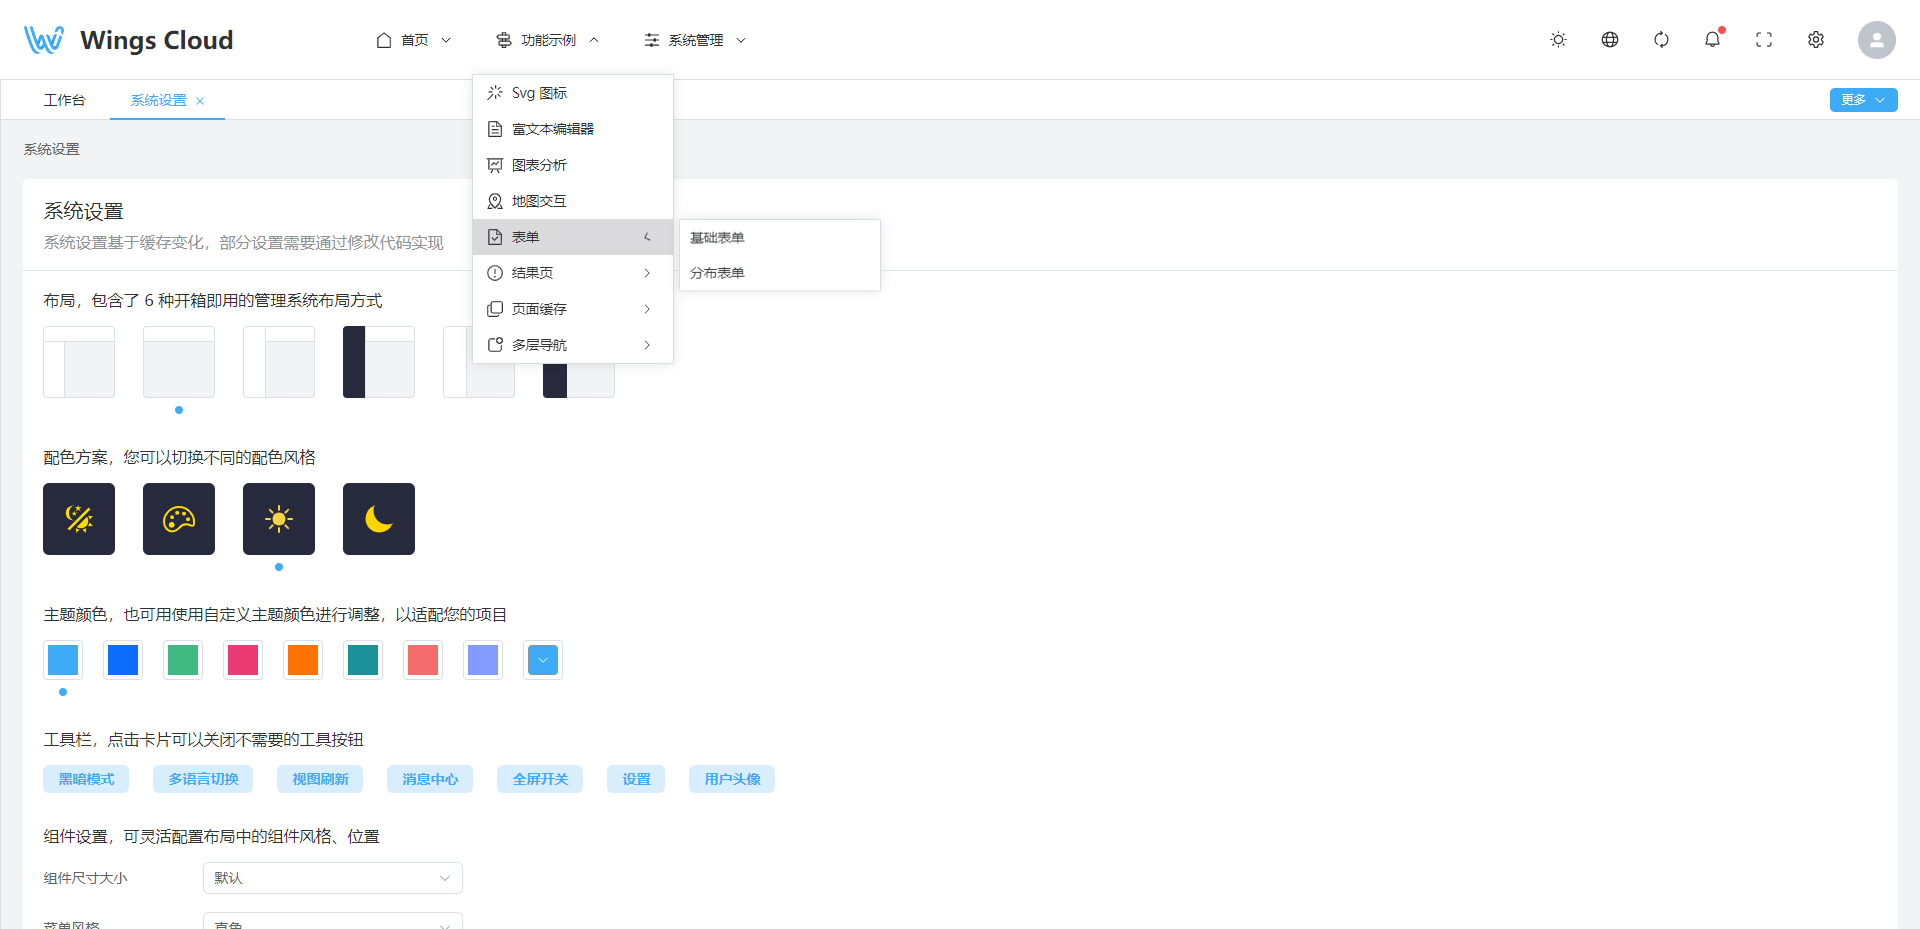 Wings Cloud
首页
功能示例
系统管理
工作台
系统设置
更多
Svg 图标
富文本编辑器
图表分析
地图交互
表单
结果页
页面缓存
多层导航
基础表单
分布表单
系统设置
系统设置
系统设置基于缓存变化，部分设置需要通过修改代码实现
布局，包含了 6 种开箱即用的管理系统布局方式
配色方案，您可以切换不同的配色风格
主题颜色，也可用使用自定义主题颜色进行调整，以适配您的项目
工具栏，点击卡片可以关闭不需要的工具按钮
黑暗模式
多语言切换
视图刷新
消息中心
全屏开关
设置
用户头像
组件设置，可灵活配置布局中的组件风格、位置
组件尺寸大小
默认
菜单风格